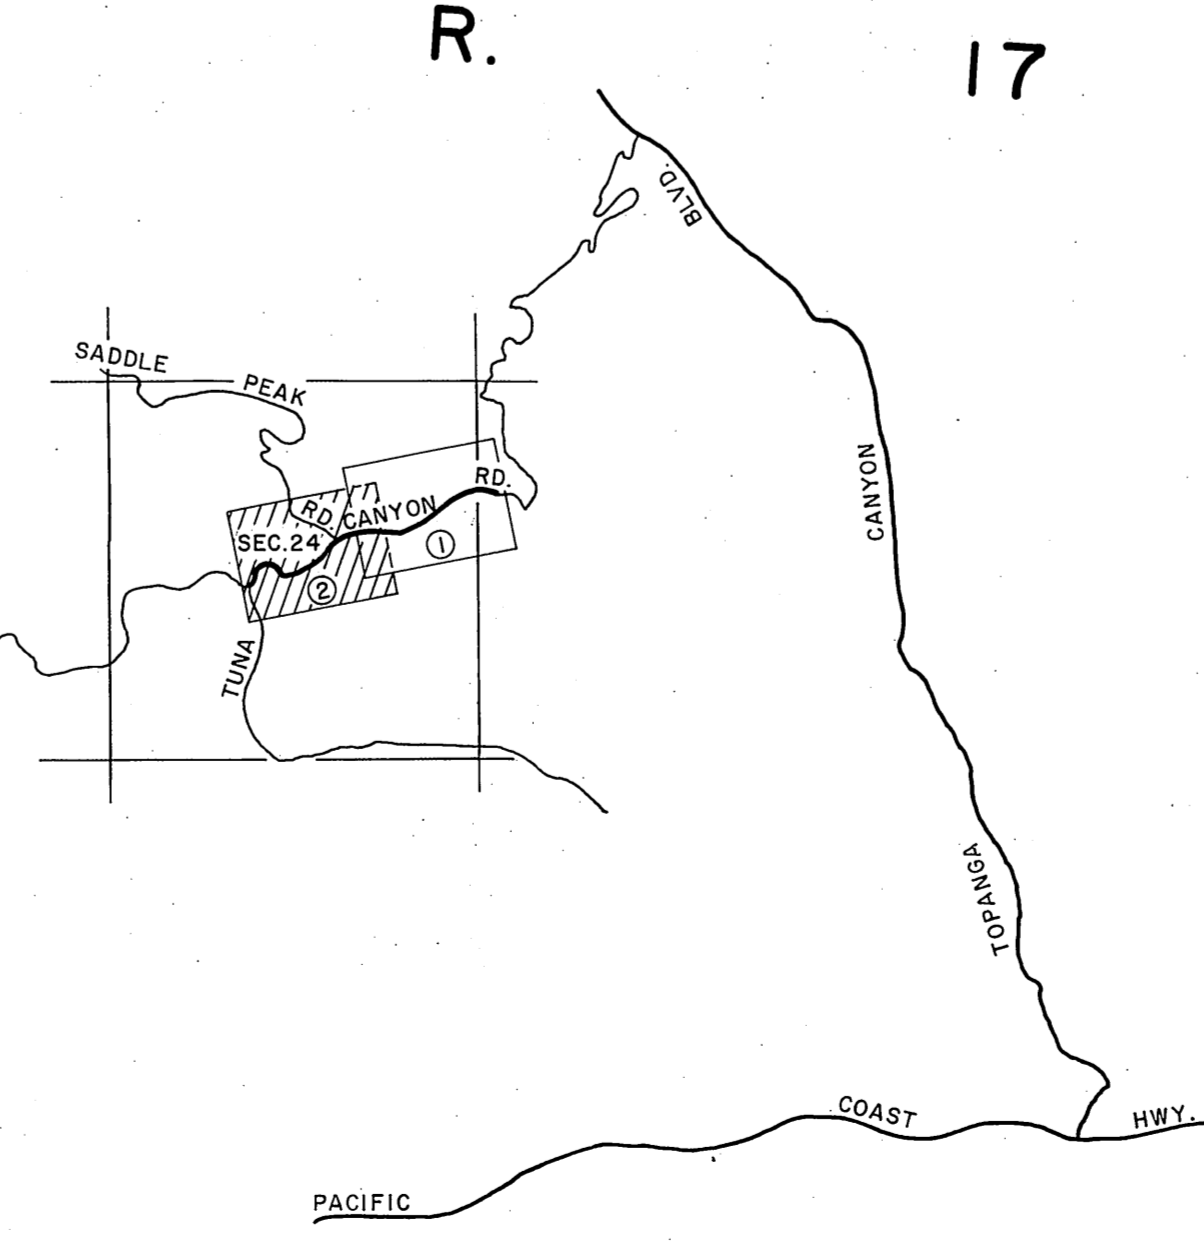 R. 17
BLVD.
SADDLE
PEAK
CANYON
RD.
RD. CANYON
SEC. 24
①
②
TUNA
TOPANGA
COAST
HWY.
PACIFIC